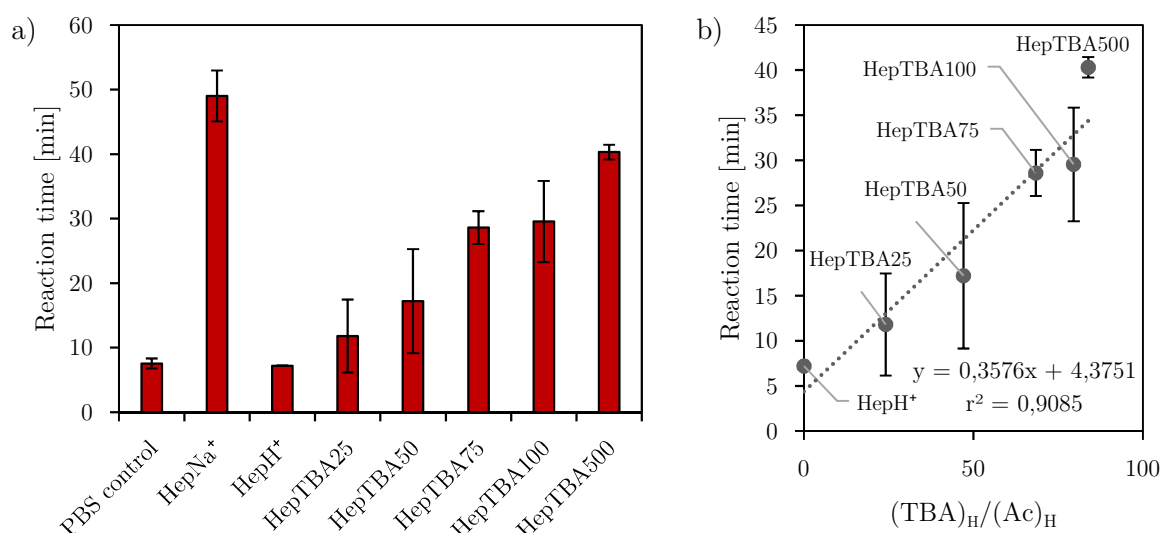 a)
Reaction time [min]
60
50
40
30
20
10
0
PBS control
HepNa⁺
HepH⁺
HepTBA25
HepTBA50
HepTBA75
HepTBA100
HepTBA500
b)
Reaction time [min]
45
40
35
30
25
20
15
10
5
0
HepTBA500
HepTBA100
HepTBA75
HepTBA50
HepTBA25
y = 0,3576x + 4,3751
HepH⁺
r² = 0,9085
0
50
100
(TBA)H/(Ac)H